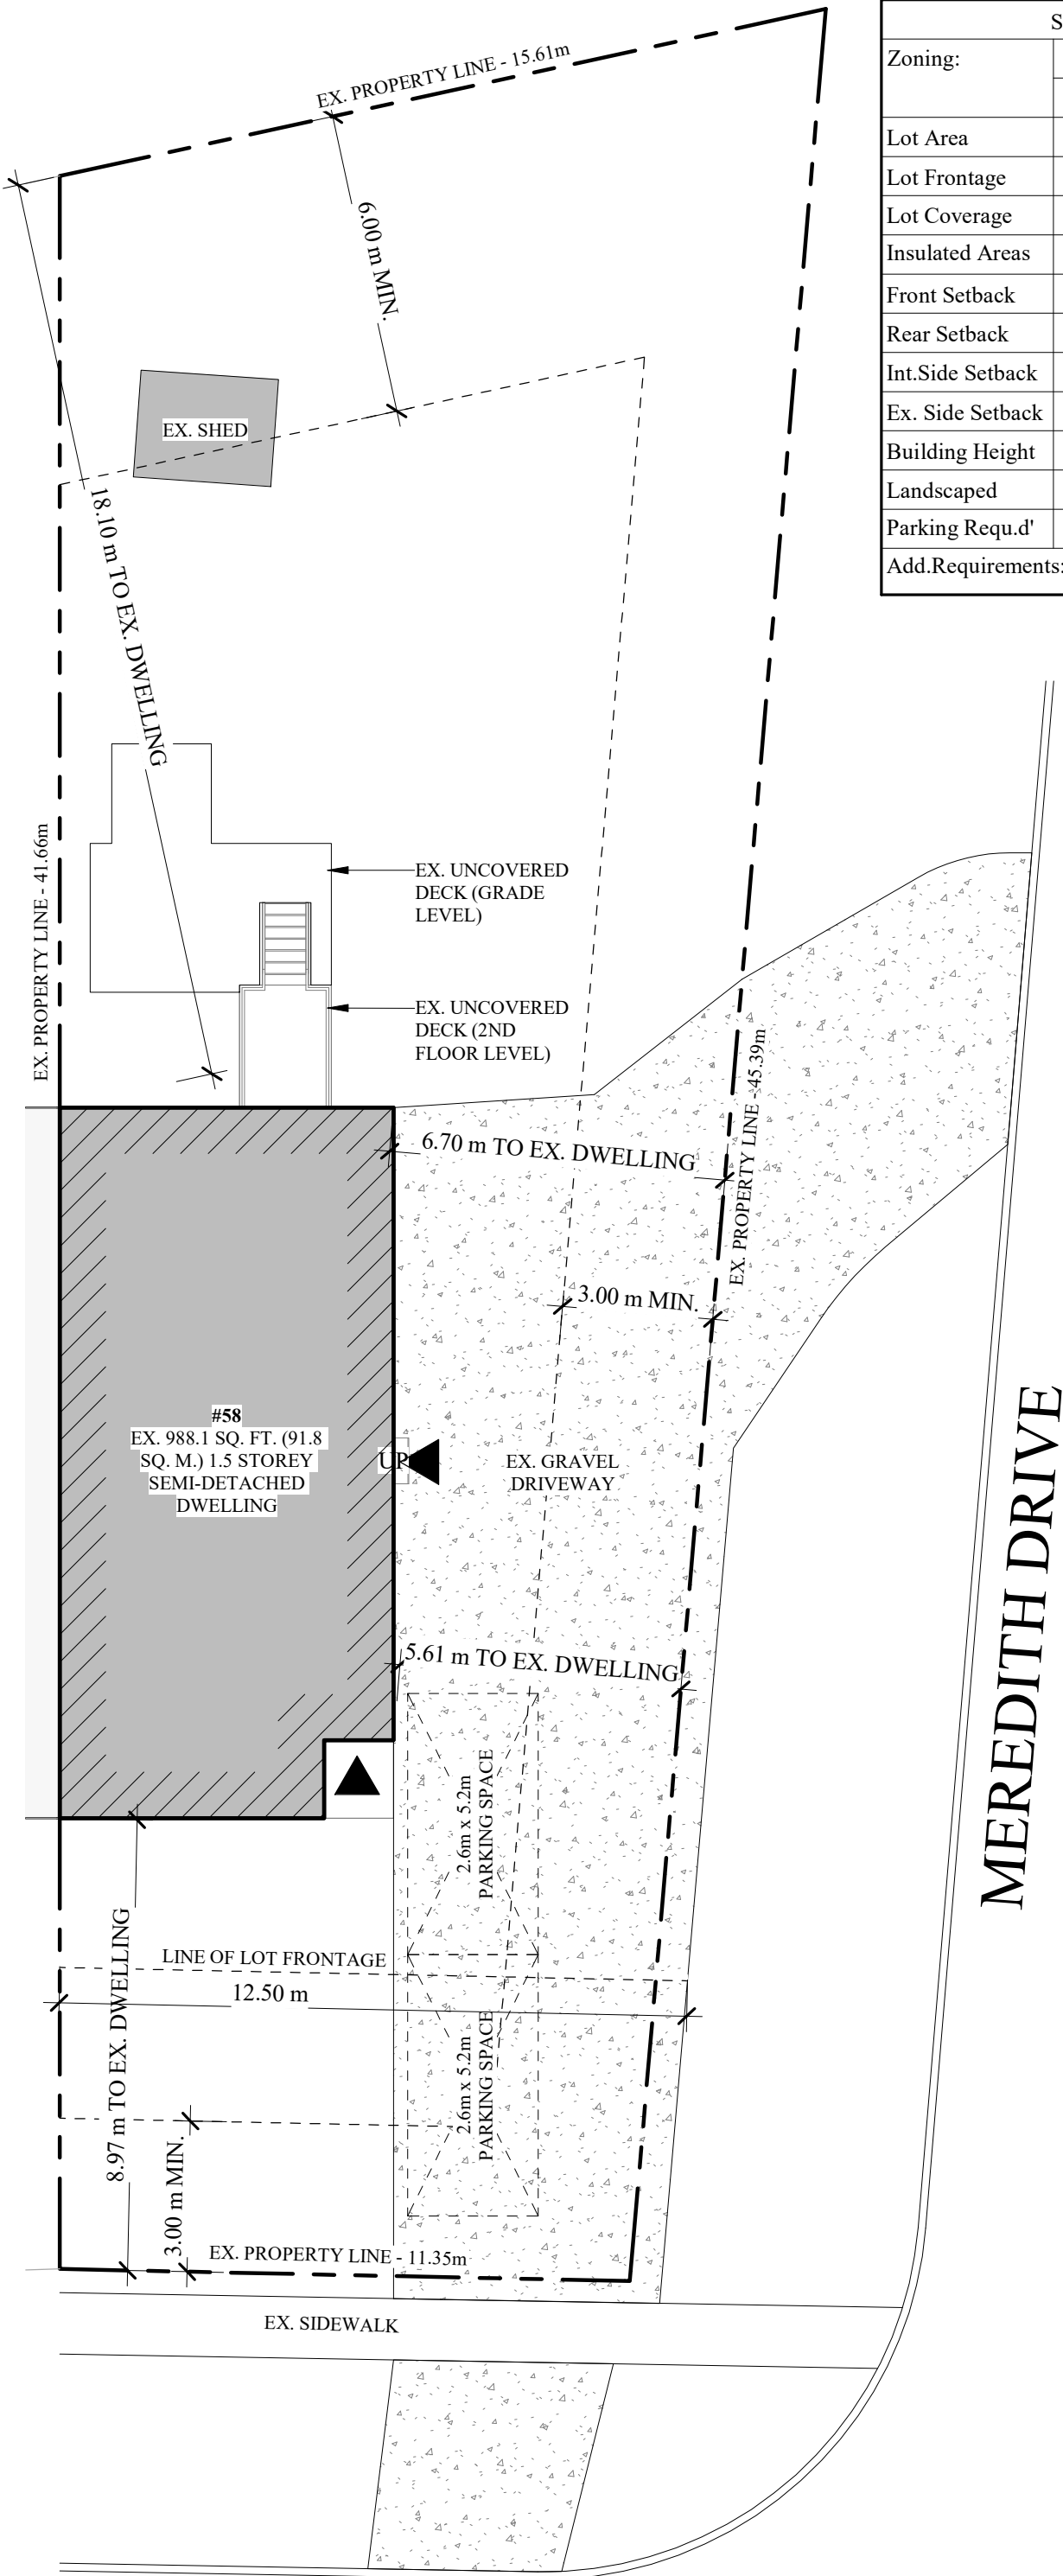 S
Zoning:
Lot Area
Lot Frontage
Lot Coverage
Insulated Areas
Front Setback
Rear Setback
Int.Side Setback
Ex. Side Setback
Building Height
Landscaped
Parking Requ.d'
Add.Requirements:
EX. PROPERTY LINE - 15.61m
6.00 m MIN.
EX. SHED
18.10 m TO EX. DWELLING
EX. PROPERTY LINE - 41.66m
EX. UNCOVERED
DECK (GRADE
LEVEL)
EX. UNCOVERED
DECK (2ND
FLOOR LEVEL)
EX. PROPERTY LINE - 45.39m
6.70 m TO EX. DWELLING
3.00 m MIN.
#58
EX. 988.1 SQ. FT. (91.8
SQ. M.) 1.5 STOREY
SEMI-DETACHED
DWELLING
UP
EX. GRAVEL
DRIVEWAY
MEREDITH DRIVE
5.61 m TO EX. DWELLING
2.6m x 5.2m
PARKING SPACE
LINE OF LOT FRONTAGE
12.50 m
8.97 m TO EX. DWELLING
2.6m x 5.2m
PARKING SPACE
3.00 m MIN.
EX. PROPERTY LINE - 11.35m
EX. SIDEWALK